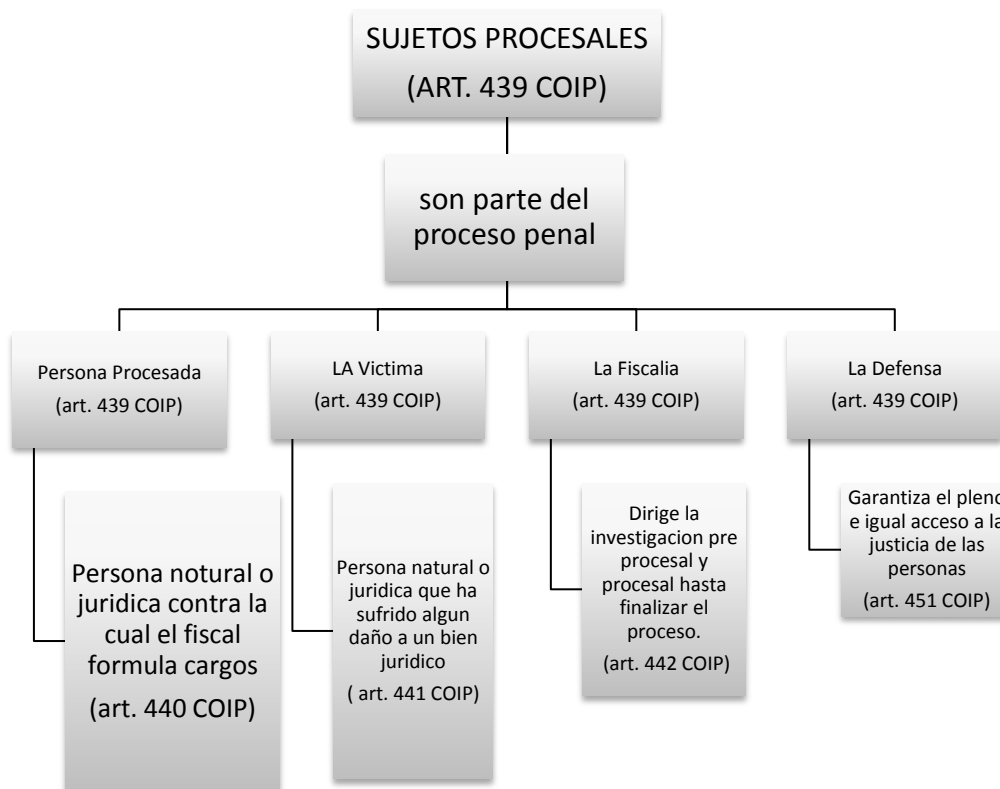 SUJETOS PROCESALES
(ART. 439 COIP)
son parte del
proceso penal
Persona Procesada
(art. 439 COIP)
LA Victima
(art. 439 COIP)
La Fiscalia
(art. 439 COIP)
La Defensa
(art. 439 COIP)
Persona notural o
juridica contra la
cual el fiscal
formula cargos
(art. 440 COIP)
Persona natural o
juridica que ha
sufrido algun
daño a un bien
juridico
( art. 441 COIP)
Dirige la
investigacion pre
procesal y
procesal hasta
finalizar el
proceso.
(art. 442 COIP)
Garantiza el pleno
e igual acceso a la
justicia de las
personas
(art. 451 COIP)